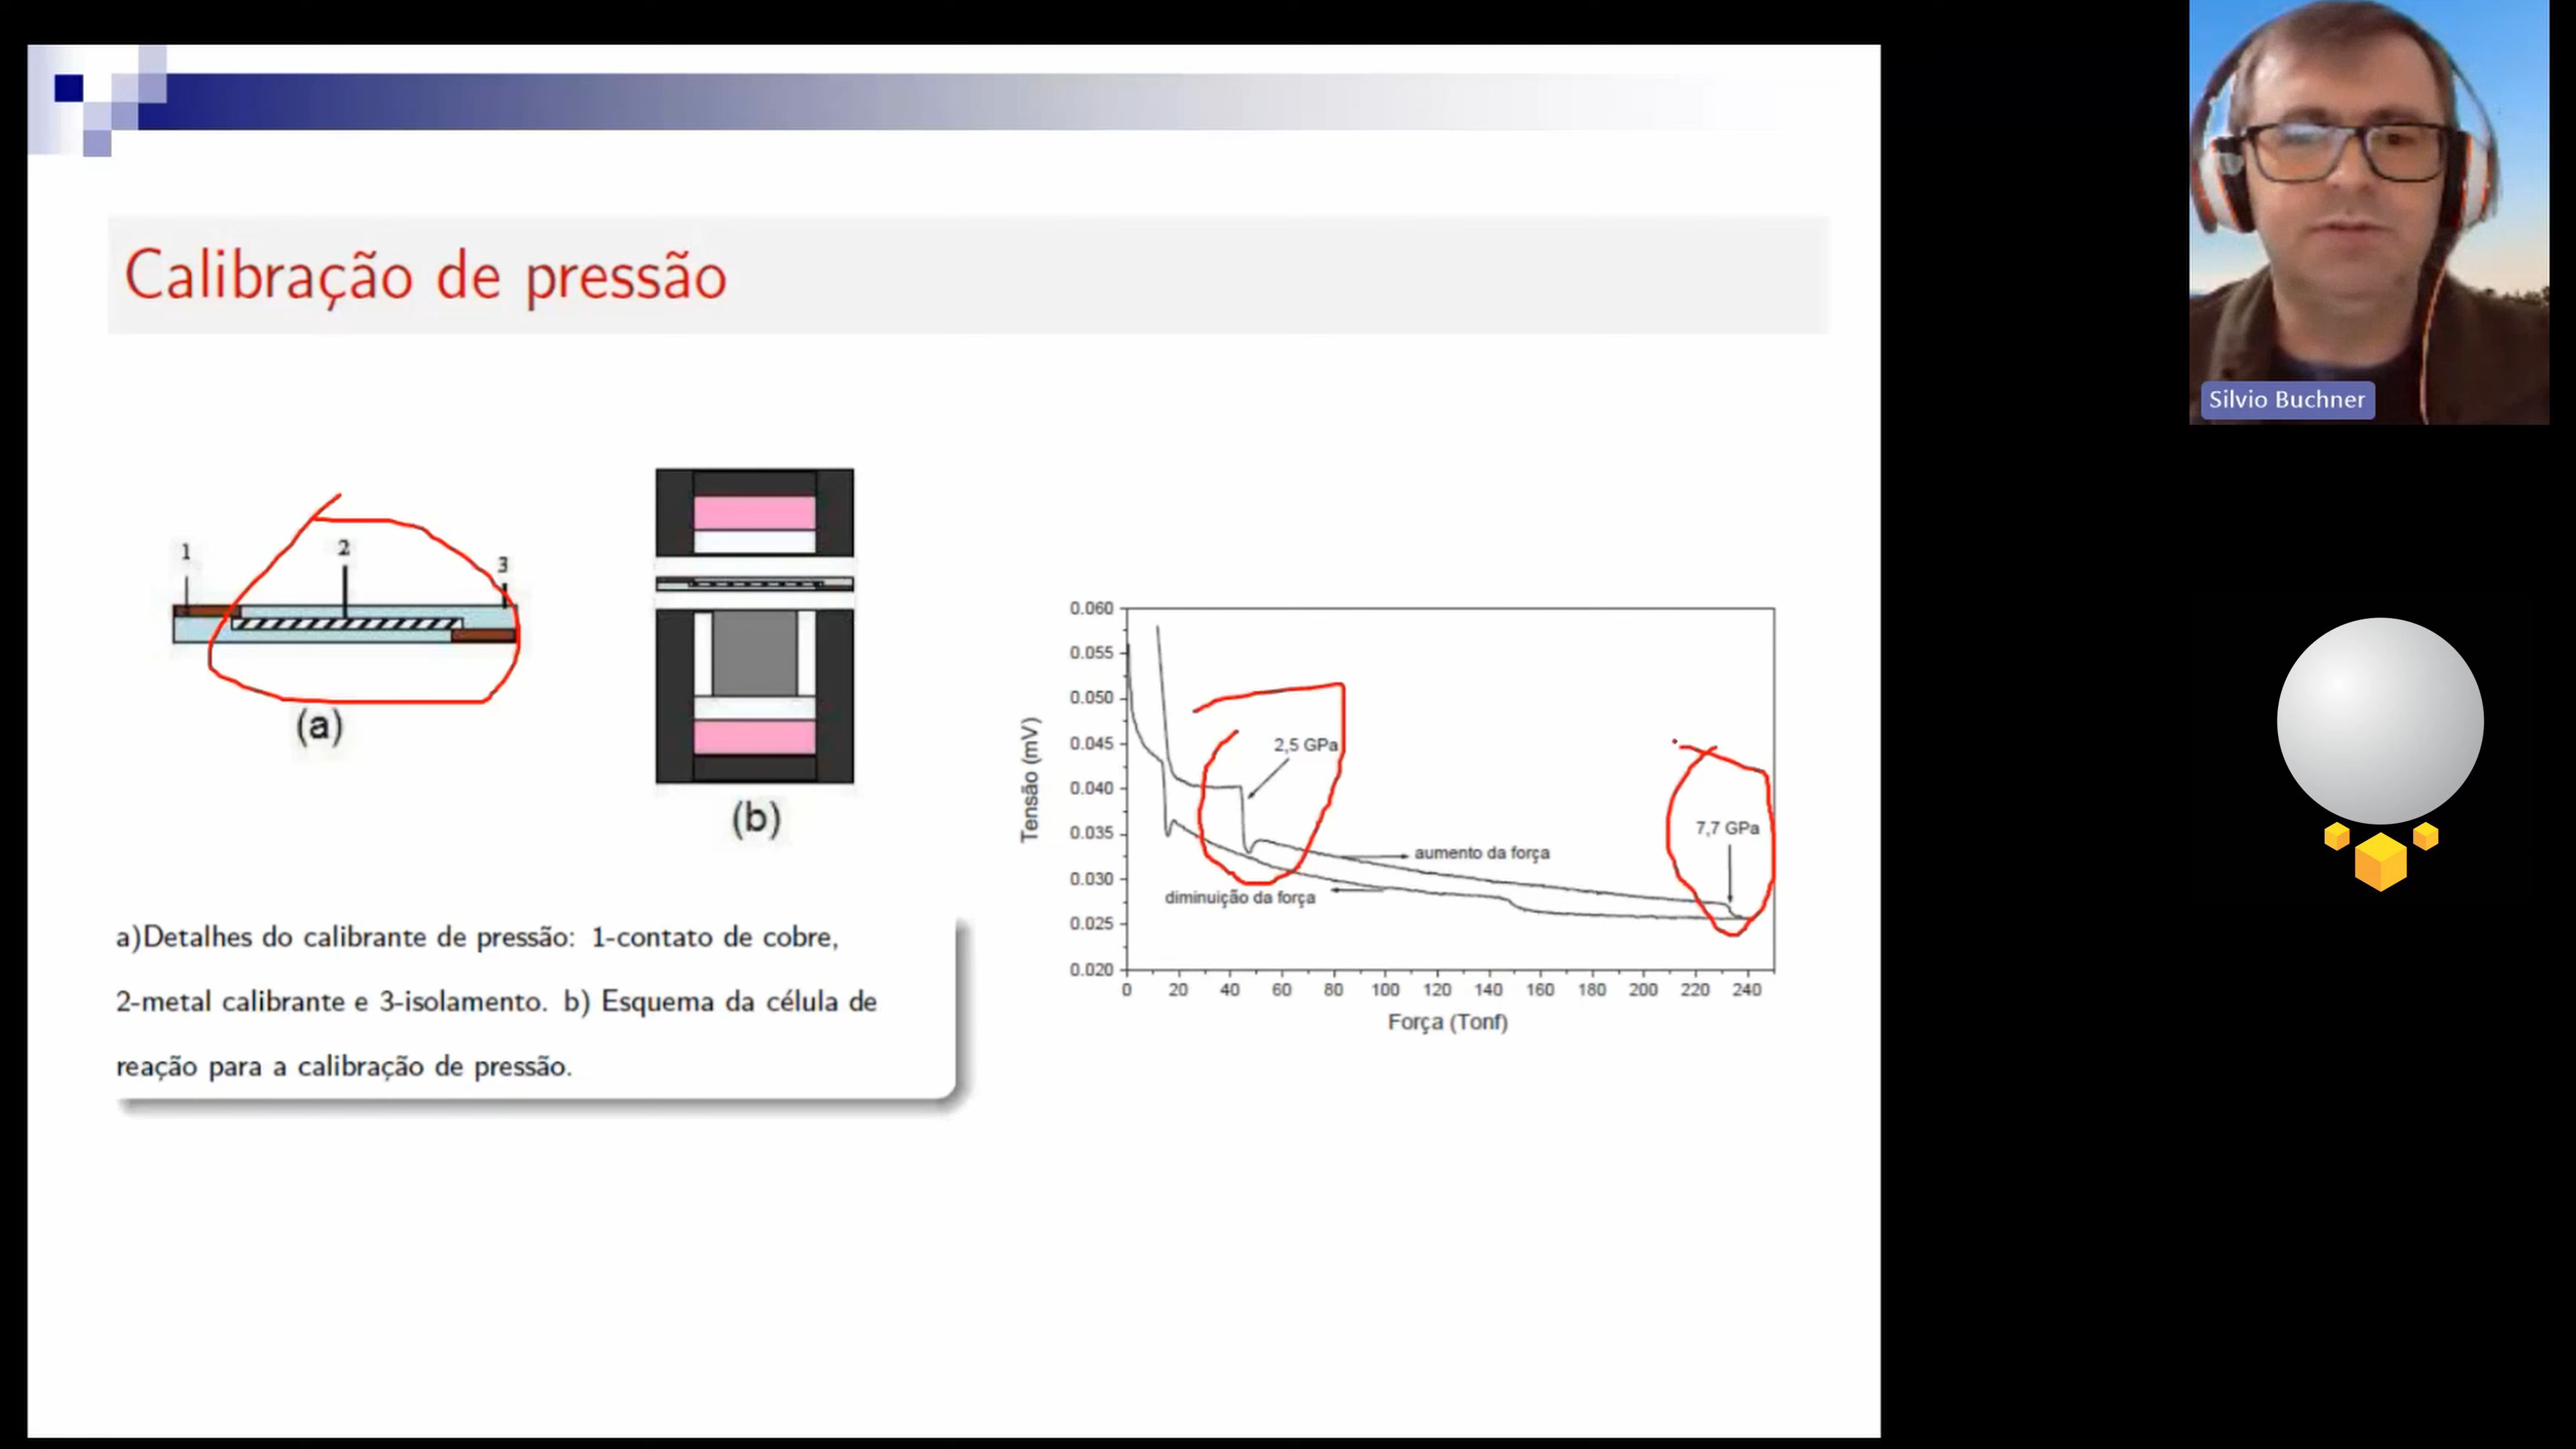 Calibração de pressão
Silvio Buchner
1
2
3
(a)
(b)
a)Detalhes do calibrante de pressão: 1-contato de cobre,
2-metal calibrante e 3-isolamento. b) Esquema da célula de
reação para a calibração de pressão.
Tensão (mV)
0.060
0.055
0.050
0.045
0.040
0.035
0.030
0.025
0.020
2,5 GPa
7,7 GPa
aumento da força
diminuição da força
0 20 40 60 80 100 120 140 160 180 200 220 240
Força (Tonf)